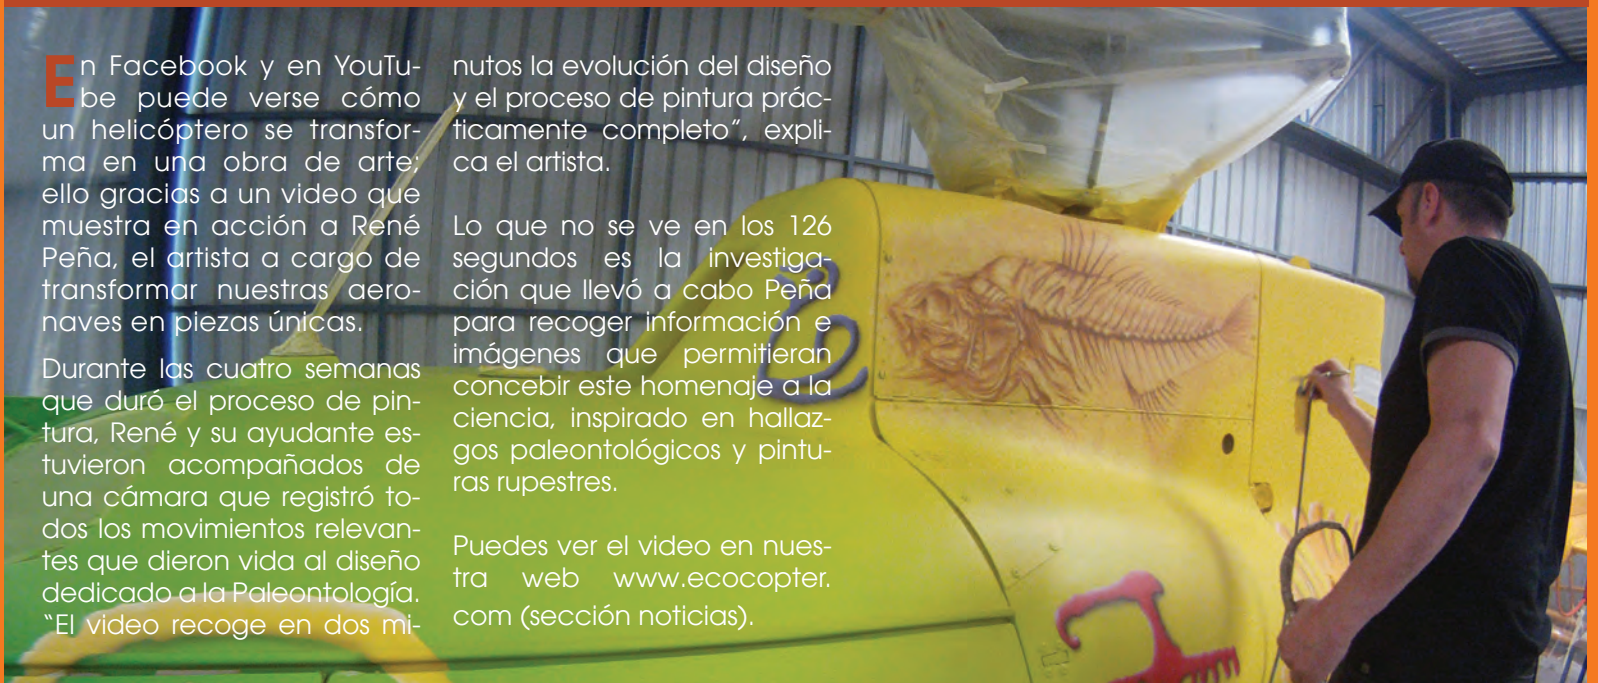 En Facebook y en YouTu-
be puede verse cómo
un helicóptero se transfor-
ma en una obra de arte;
ello gracias a un video que
muestra en acción a René
Peña, el artista a cargo de
transformar nuestras aero-
naves en piezas únicas.
Durante las cuatro semanas
que duró el proceso de pin-
tura, René y su ayudante es-
tuvieron acompañados de
una cámara que registró to-
dos los movimientos relevan-
tes que dieron vida al diseño
dedicado a la Paleontología.
“El video recoge en dos mi-
nutos la evolución del diseño
y el proceso de pintura prác-
ticamente completo”, expli-
ca el artista.
Lo que no se ve en los 126
segundos es la investiga-
ción que llevó a cabo Peña
para recoger información e
imágenes que permitieran
concebir este homenaje a la
ciencia, inspirado en hallaz-
gos paleontológicos y pintu-
ras rupestres.
Puedes ver el video en nues-
tra web www.ecocopter.
com (sección noticias).